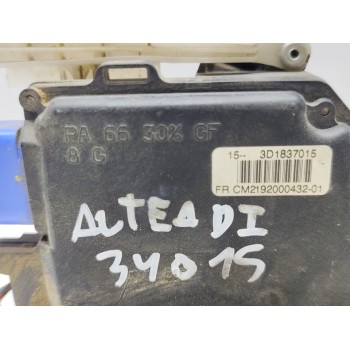 PA 66 30% GF
8 G
15-- 3D1837015
FR CM2192000432-01
ALTEA DI
34015